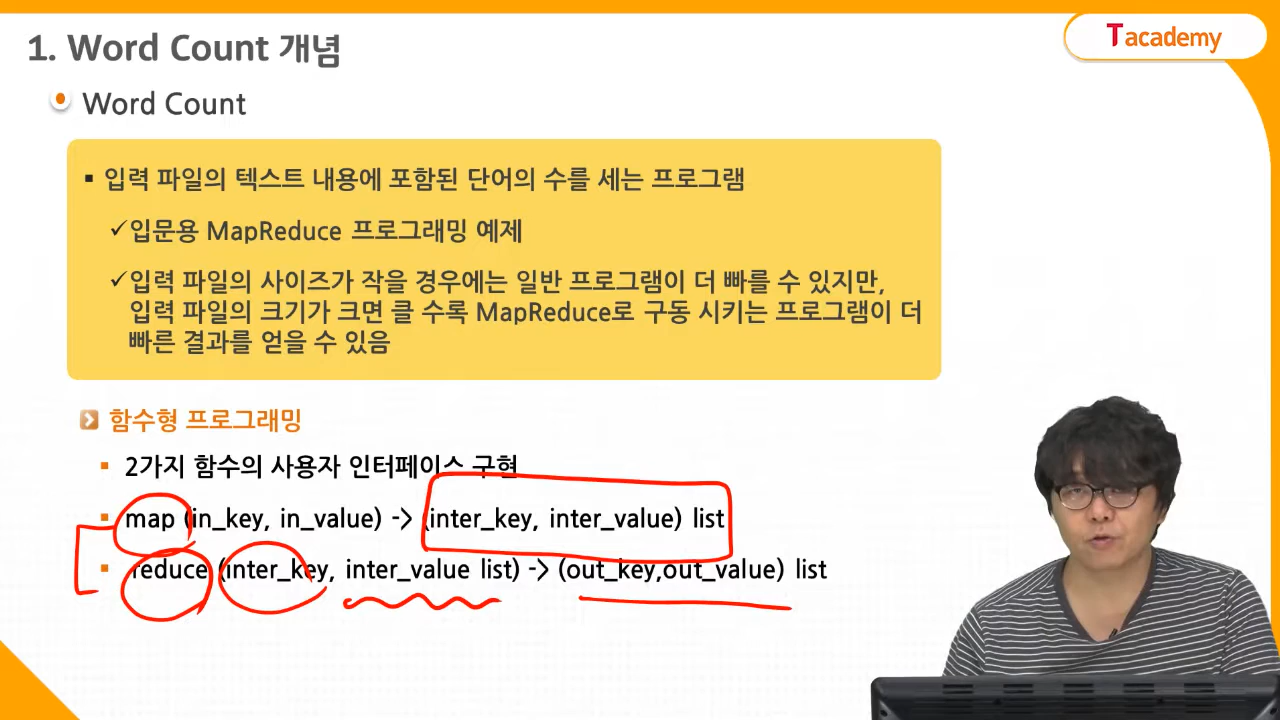 1. Word Count 개념
Tacademy
Word Count
▪ 입력 파일의 텍스트 내용에 포함된 단어의 수를 세는 프로그램
✓입문용 MapReduce 프로그래밍 예제
✓입력 파일의 사이즈가 작을 경우에는 일반 프로그램이 더 빠를 수 있지만,
입력 파일의 크기가 크면 클 수록 MapReduce로 구동 시키는 프로그램이 더
빠른 결과를 얻을 수 있음
함수형 프로그래밍
▪ 2가지 함수의 사용자 인터페이스 구현
▪ map (in_key, in_value) -> (inter_key, inter_value) list
▪ reduce (inter_key, inter_value list) -> (out_key,out_value) list